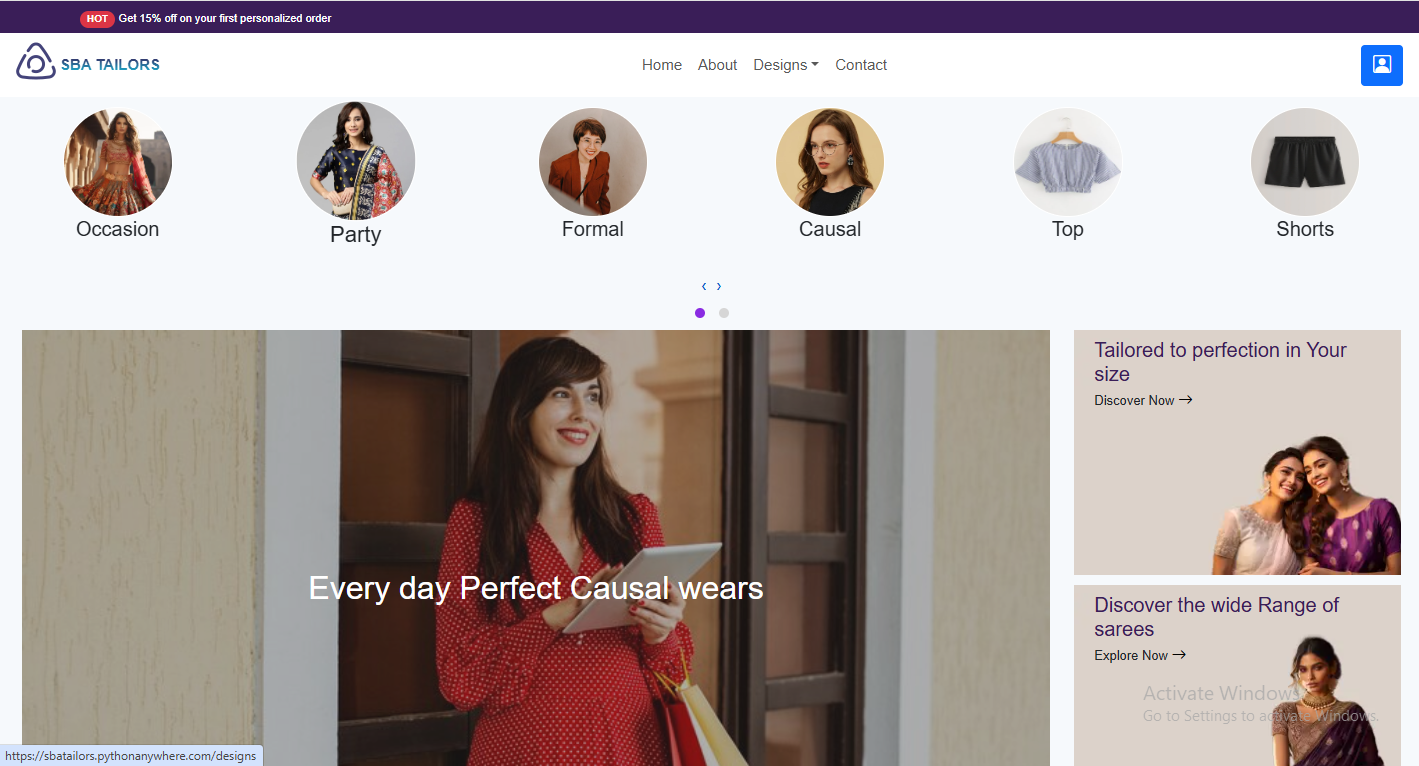 HOT Get 15% off on your first personalized order
SBA TAILORS
Home About Designs Contact
Occasion Party Formal Causal Top Shorts
‹ ›
Every day Perfect Causal wears
Tailored to perfection in Your
size
Discover Now →
Discover the wide Range of
sarees
Explore Now →
Activate Windows
Go to Settings to activate Windows.
https://sbatailors.pythonanywhere.com/designs